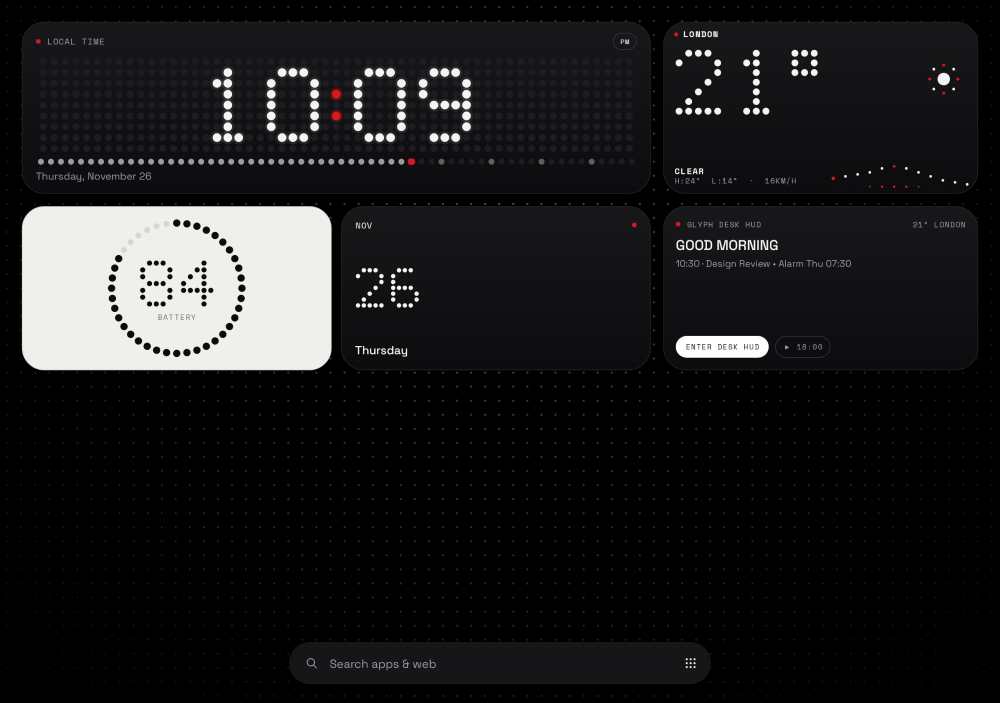 LOCAL TIME
PM
10:09
Thursday, November 26
LONDON
21°
CLEAR
H:24° L:14° · 16KM/H
84
BATTERY
NOV
26
Thursday
GLYPH DESK HUD
21° LONDON
GOOD MORNING
10:30 · Design Review • Alarm Thu 07:30
ENTER DESK HUD
▶ 18:00
Search apps & web